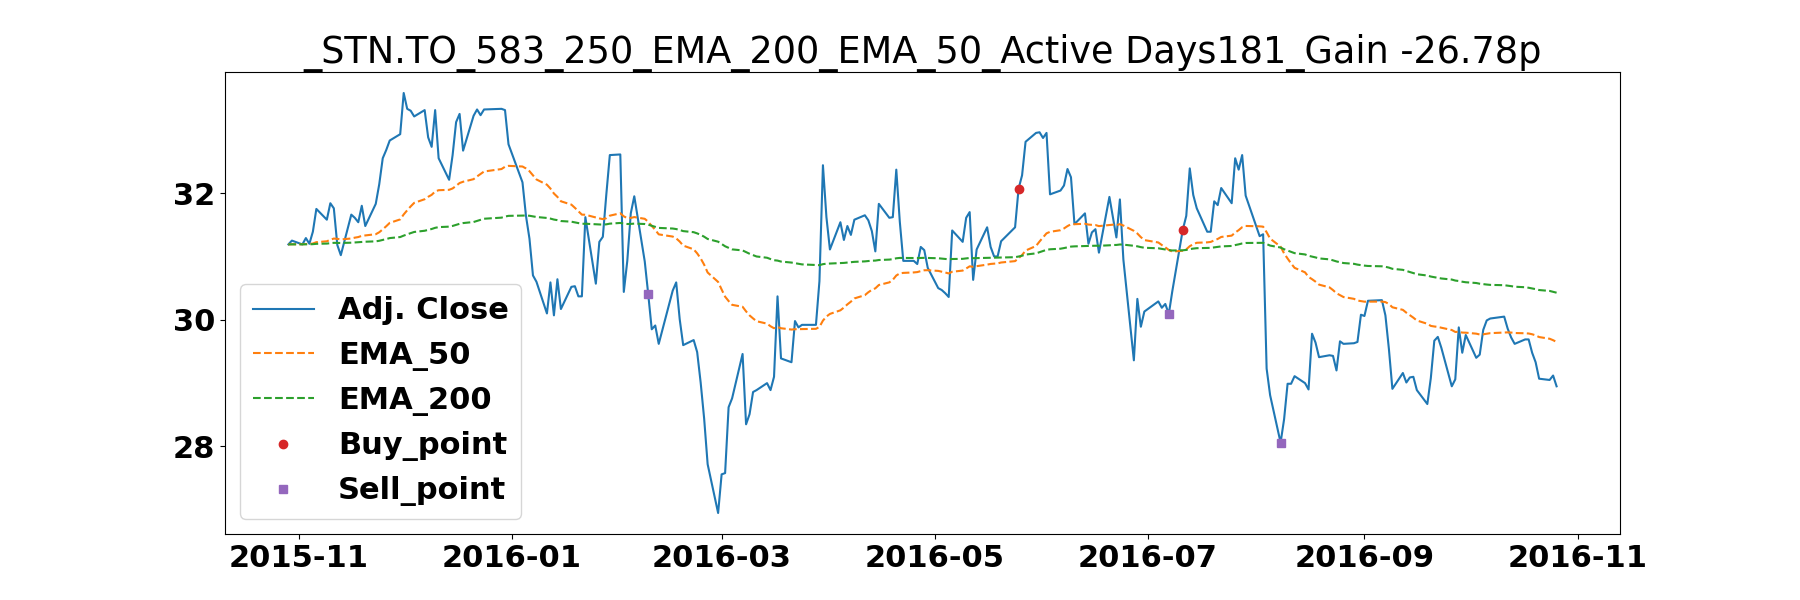 _STN.TO_583_250_EMA_200_EMA_50_Active Days181_Gain -26.78p
32
30
28
Adj. Close
EMA_50
EMA_200
Buy_point
Sell_point
2015-11 2016-01 2016-03 2016-05 2016-07 2016-09 2016-11